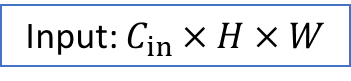 Input: C_in × H × W